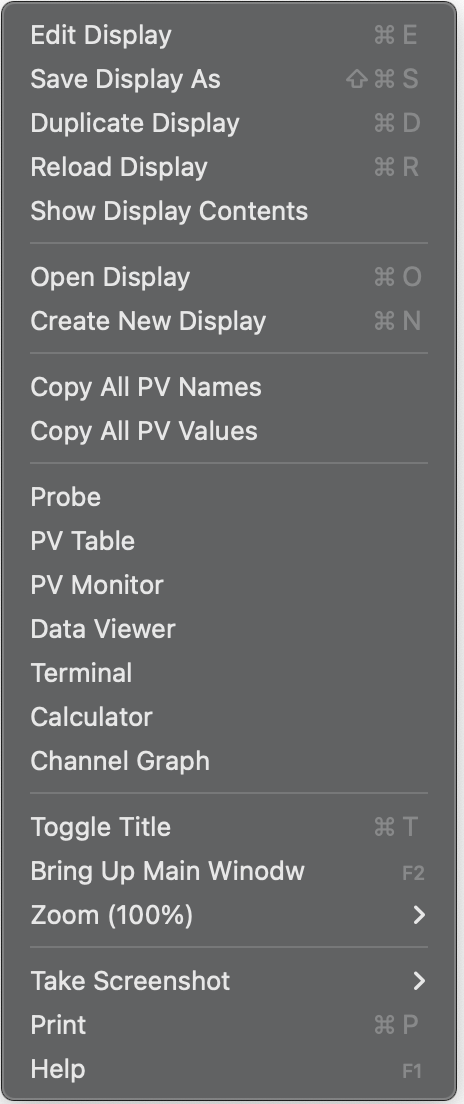 Edit Display ⌘ E
Save Display As ⇧ ⌘ S
Duplicate Display ⌘ D
Reload Display ⌘ R
Show Display Contents
Open Display ⌘ O
Create New Display ⌘ N
Copy All PV Names
Copy All PV Values
Probe
PV Table
PV Monitor
Data Viewer
Terminal
Calculator
Channel Graph
Toggle Title ⌘ T
Bring Up Main Winodw F2
Zoom (100%)
Take Screenshot
Print ⌘ P
Help F1